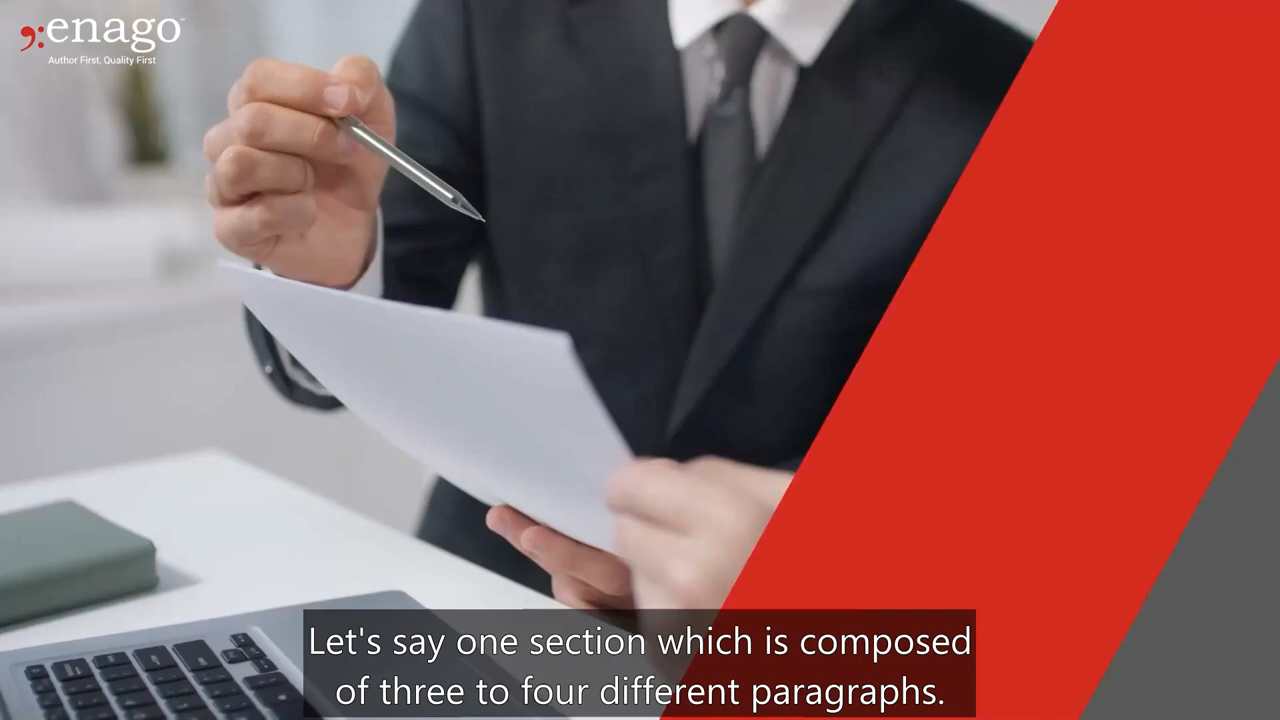 enago
Author First, Quality First
Let's say one section which is composed
of three to four different paragraphs.